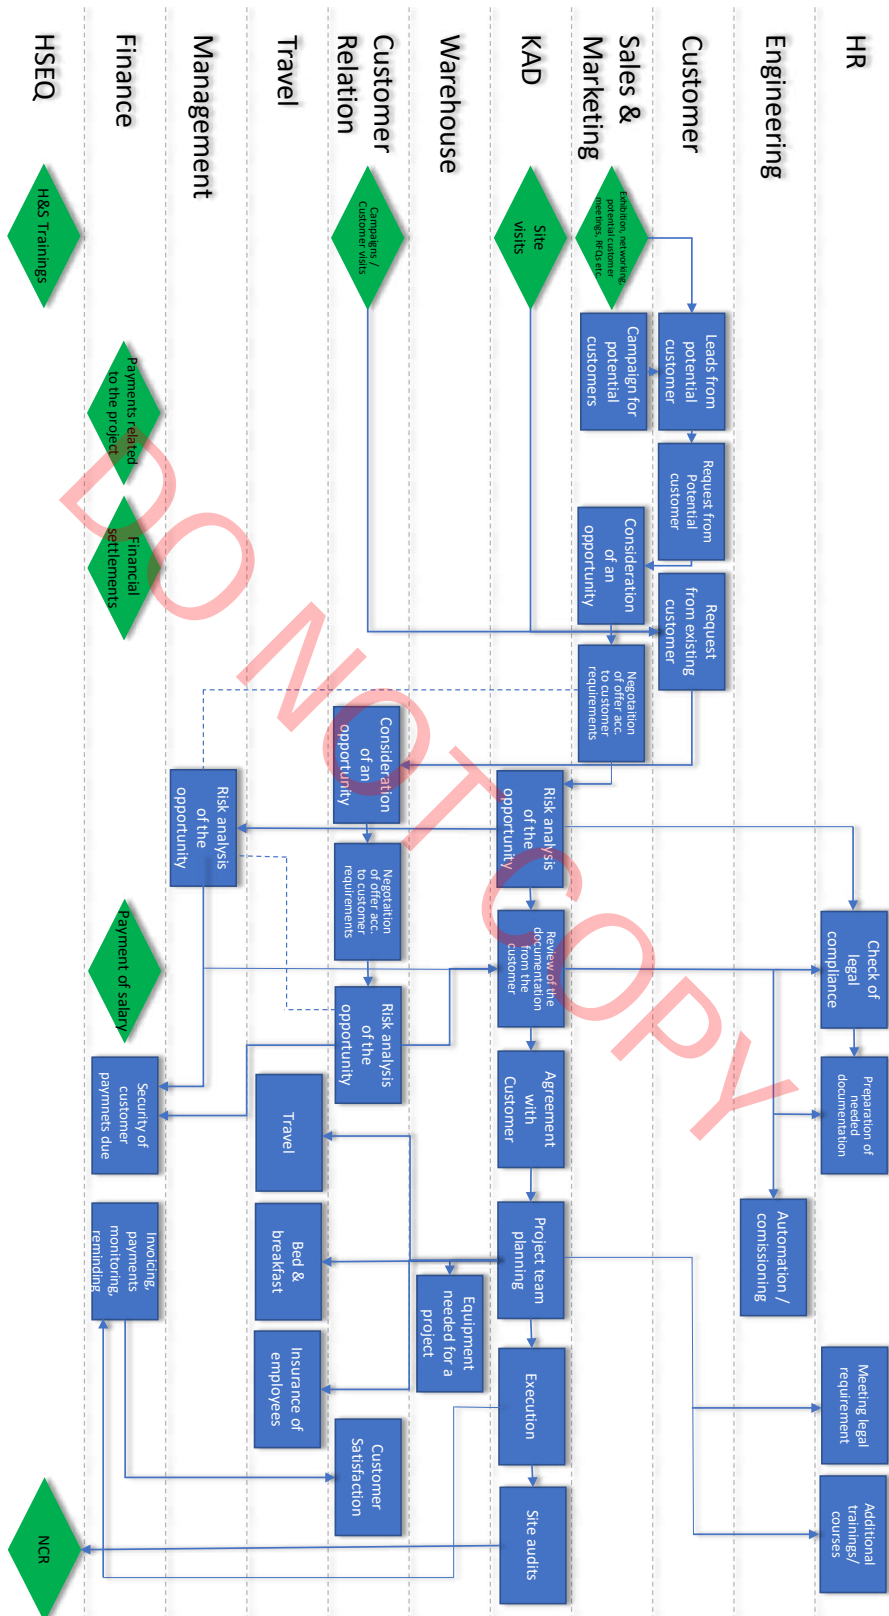 HR
Engineering
Customer
Sales &
Marketing
KAD
Warehouse
Customer
Relation
Travel
Management
Finance
HSEQ
Check of
legal
compliance
Preparation of
needed
documentation
Meeting legal
requirement
Additional
trainings/
courses
Automation /
comissioning
Leads from
potential
customer
Request from
Potential
customer
Request
from existing
customer
Exhibition, networking,
potential customer
meetings, RFQs etc.
Campaign for
potential
customers
Consideration
of an
opportunity
Negotaition
of offer acc.
to customer
requirements
Site
visits
Risk analysis
of the
opportunity
Review of the
documentation
from the
customer
Agreement
with
Customer
Project team
planning
Execution
Site audits
Equipment
needed for a
project
Campaigns /
Customer visits
Consideration
of an
opportunity
Negotaition
of offer acc.
to customer
requirements
Risk analysis
of the
opportunity
Customer
Satisfaction
Travel
Bed &
breakfast
Insurance of
employees
Risk analysis
of the
opportunity
Payments related
to the project
Financial
settlements
Payment of salary
Security of
customer
paymnets due
Invoicing,
payments
monitoring,
reminding
H&S Trainings
NCR
DO NOT COPY